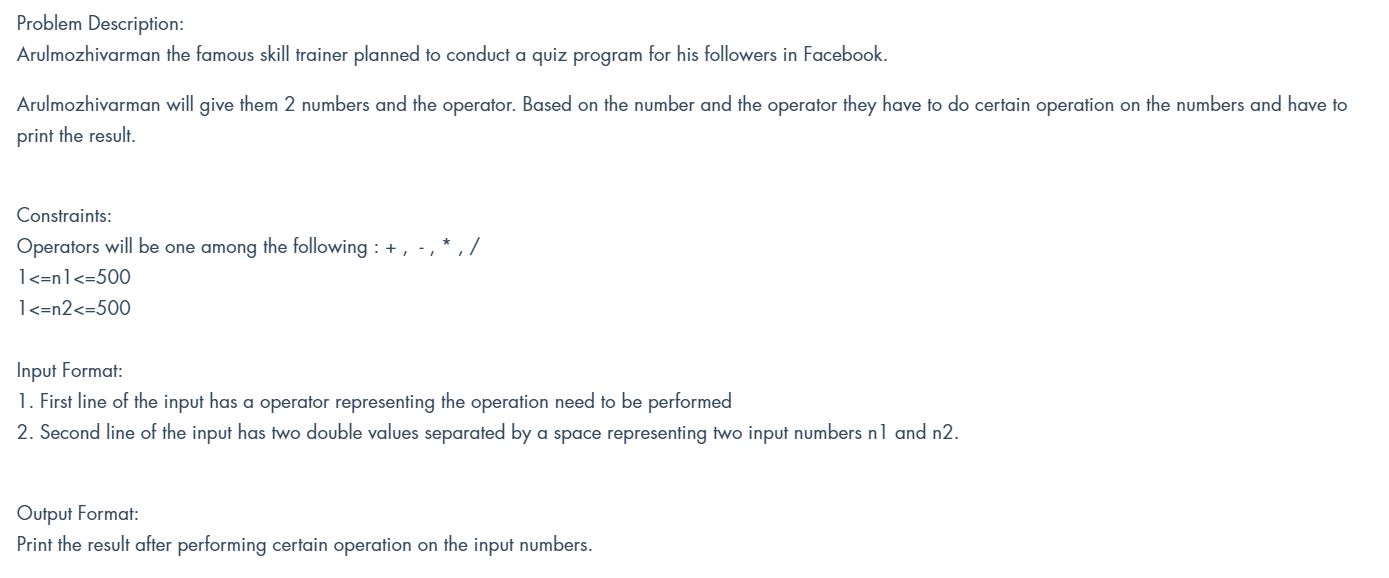 Problem Description:
Arulmozhivarman the famous skill trainer planned to conduct a quiz program for his followers in Facebook.
Arulmozhivarman will give them 2 numbers and the operator. Based on the number and the operator they have to do certain operation on the numbers and have to
print the result.
Constraints:
Operators will be one among the following : + ,  - , * , /
1<=n1<=500
1<=n2<=500
Input Format:
1. First line of the input has a operator representing the operation need to be performed
2. Second line of the input has two double values separated by a space representing two input numbers n1 and n2.
Output Format:
Print the result after performing certain operation on the input numbers.